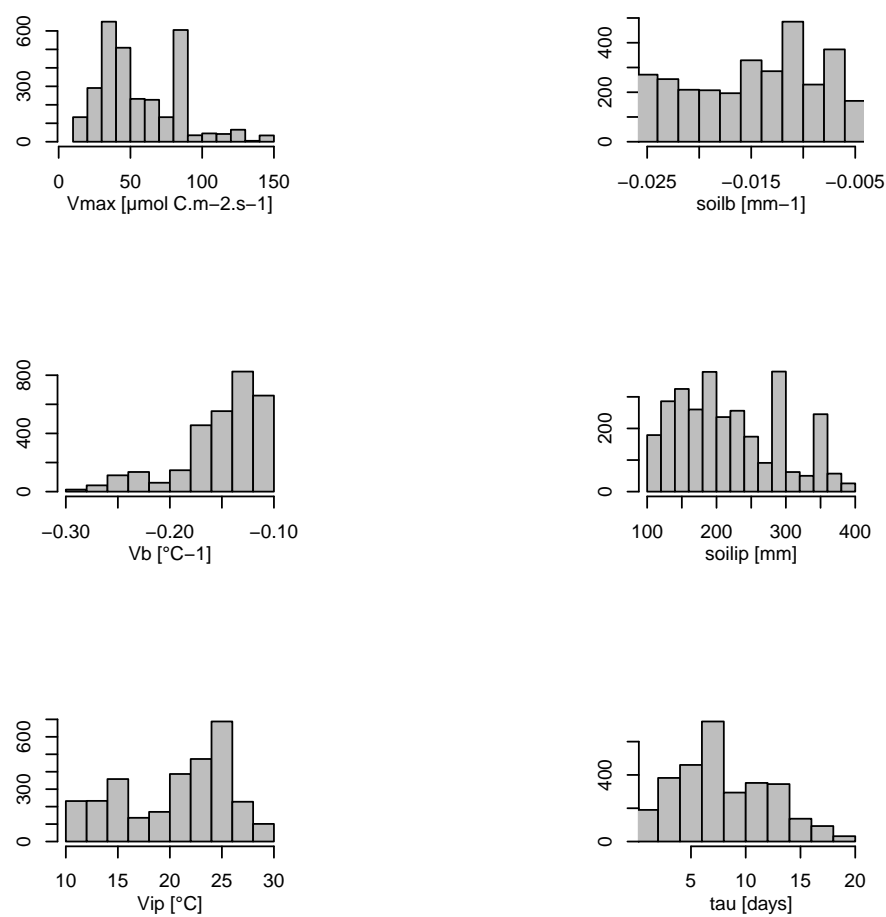 0 300 600
0 50 100 150
Vmax [µmol C.m−2.s−1]
0 200 400
−0.025 −0.015 −0.005
soilb [mm−1]
0 400 800
−0.30 −0.20 −0.10
Vb [°C−1]
0 200
100 200 300 400
soilip [mm]
0 300 600
10 15 20 25 30
Vip [°C]
0 400
5 10 15 20
tau [days]